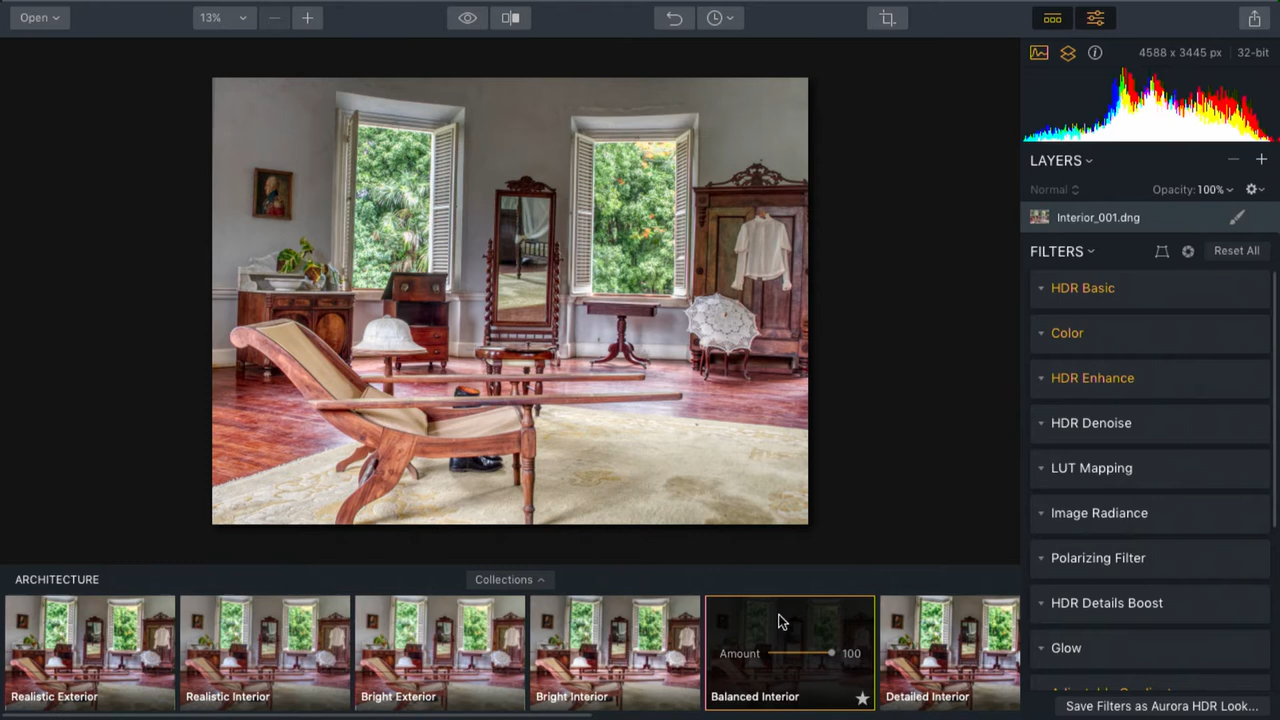 Open
13%
4588 x 3445 px 32-bit
LAYERS
Normal Opacity: 100%
Interior_001.dng
FILTERS Reset All
HDR Basic
Color
HDR Enhance
HDR Denoise
LUT Mapping
Image Radiance
Polarizing Filter
HDR Details Boost
Glow
Save Filters as Aurora HDR Look...
ARCHITECTURE Collections
Amount 100
Realistic Exterior
Realistic Interior
Bright Exterior
Bright Interior
Balanced Interior
Detailed Interior